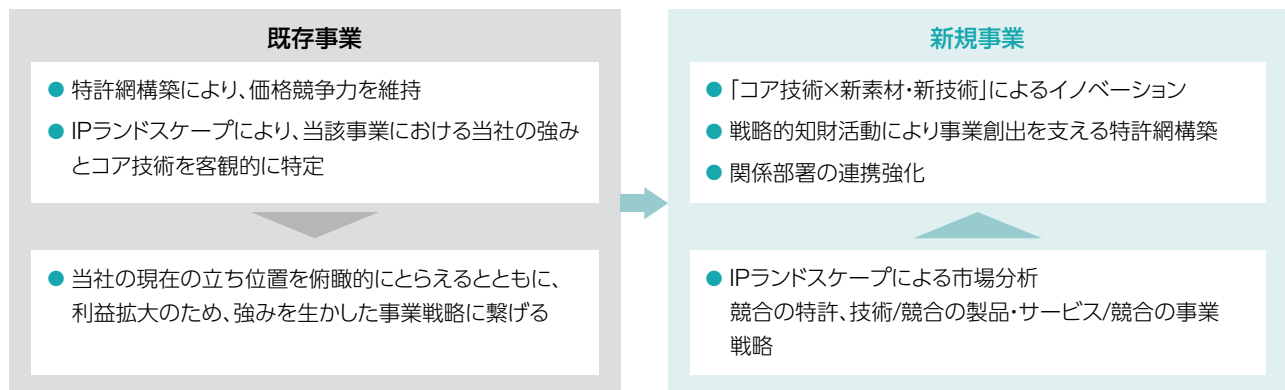 既存事業
● 特許網構築により、価格競争力を維持
● IPランドスケープにより、当該事業における当社の強み
とコア技術を客観的に特定
● 当社の現在の立ち位置を俯瞰的にとらえるとともに、
利益拡大のため、強みを生かした事業戦略に繋げる
新規事業
● 「コア技術×新素材・新技術」によるイノベーション
● 戦略的知財活動により事業創出を支える特許網構築
● 関係部署の連携強化
● IPランドスケープによる市場分析
競合の特許、技術/競合の製品・サービス/競合の事業
戦略